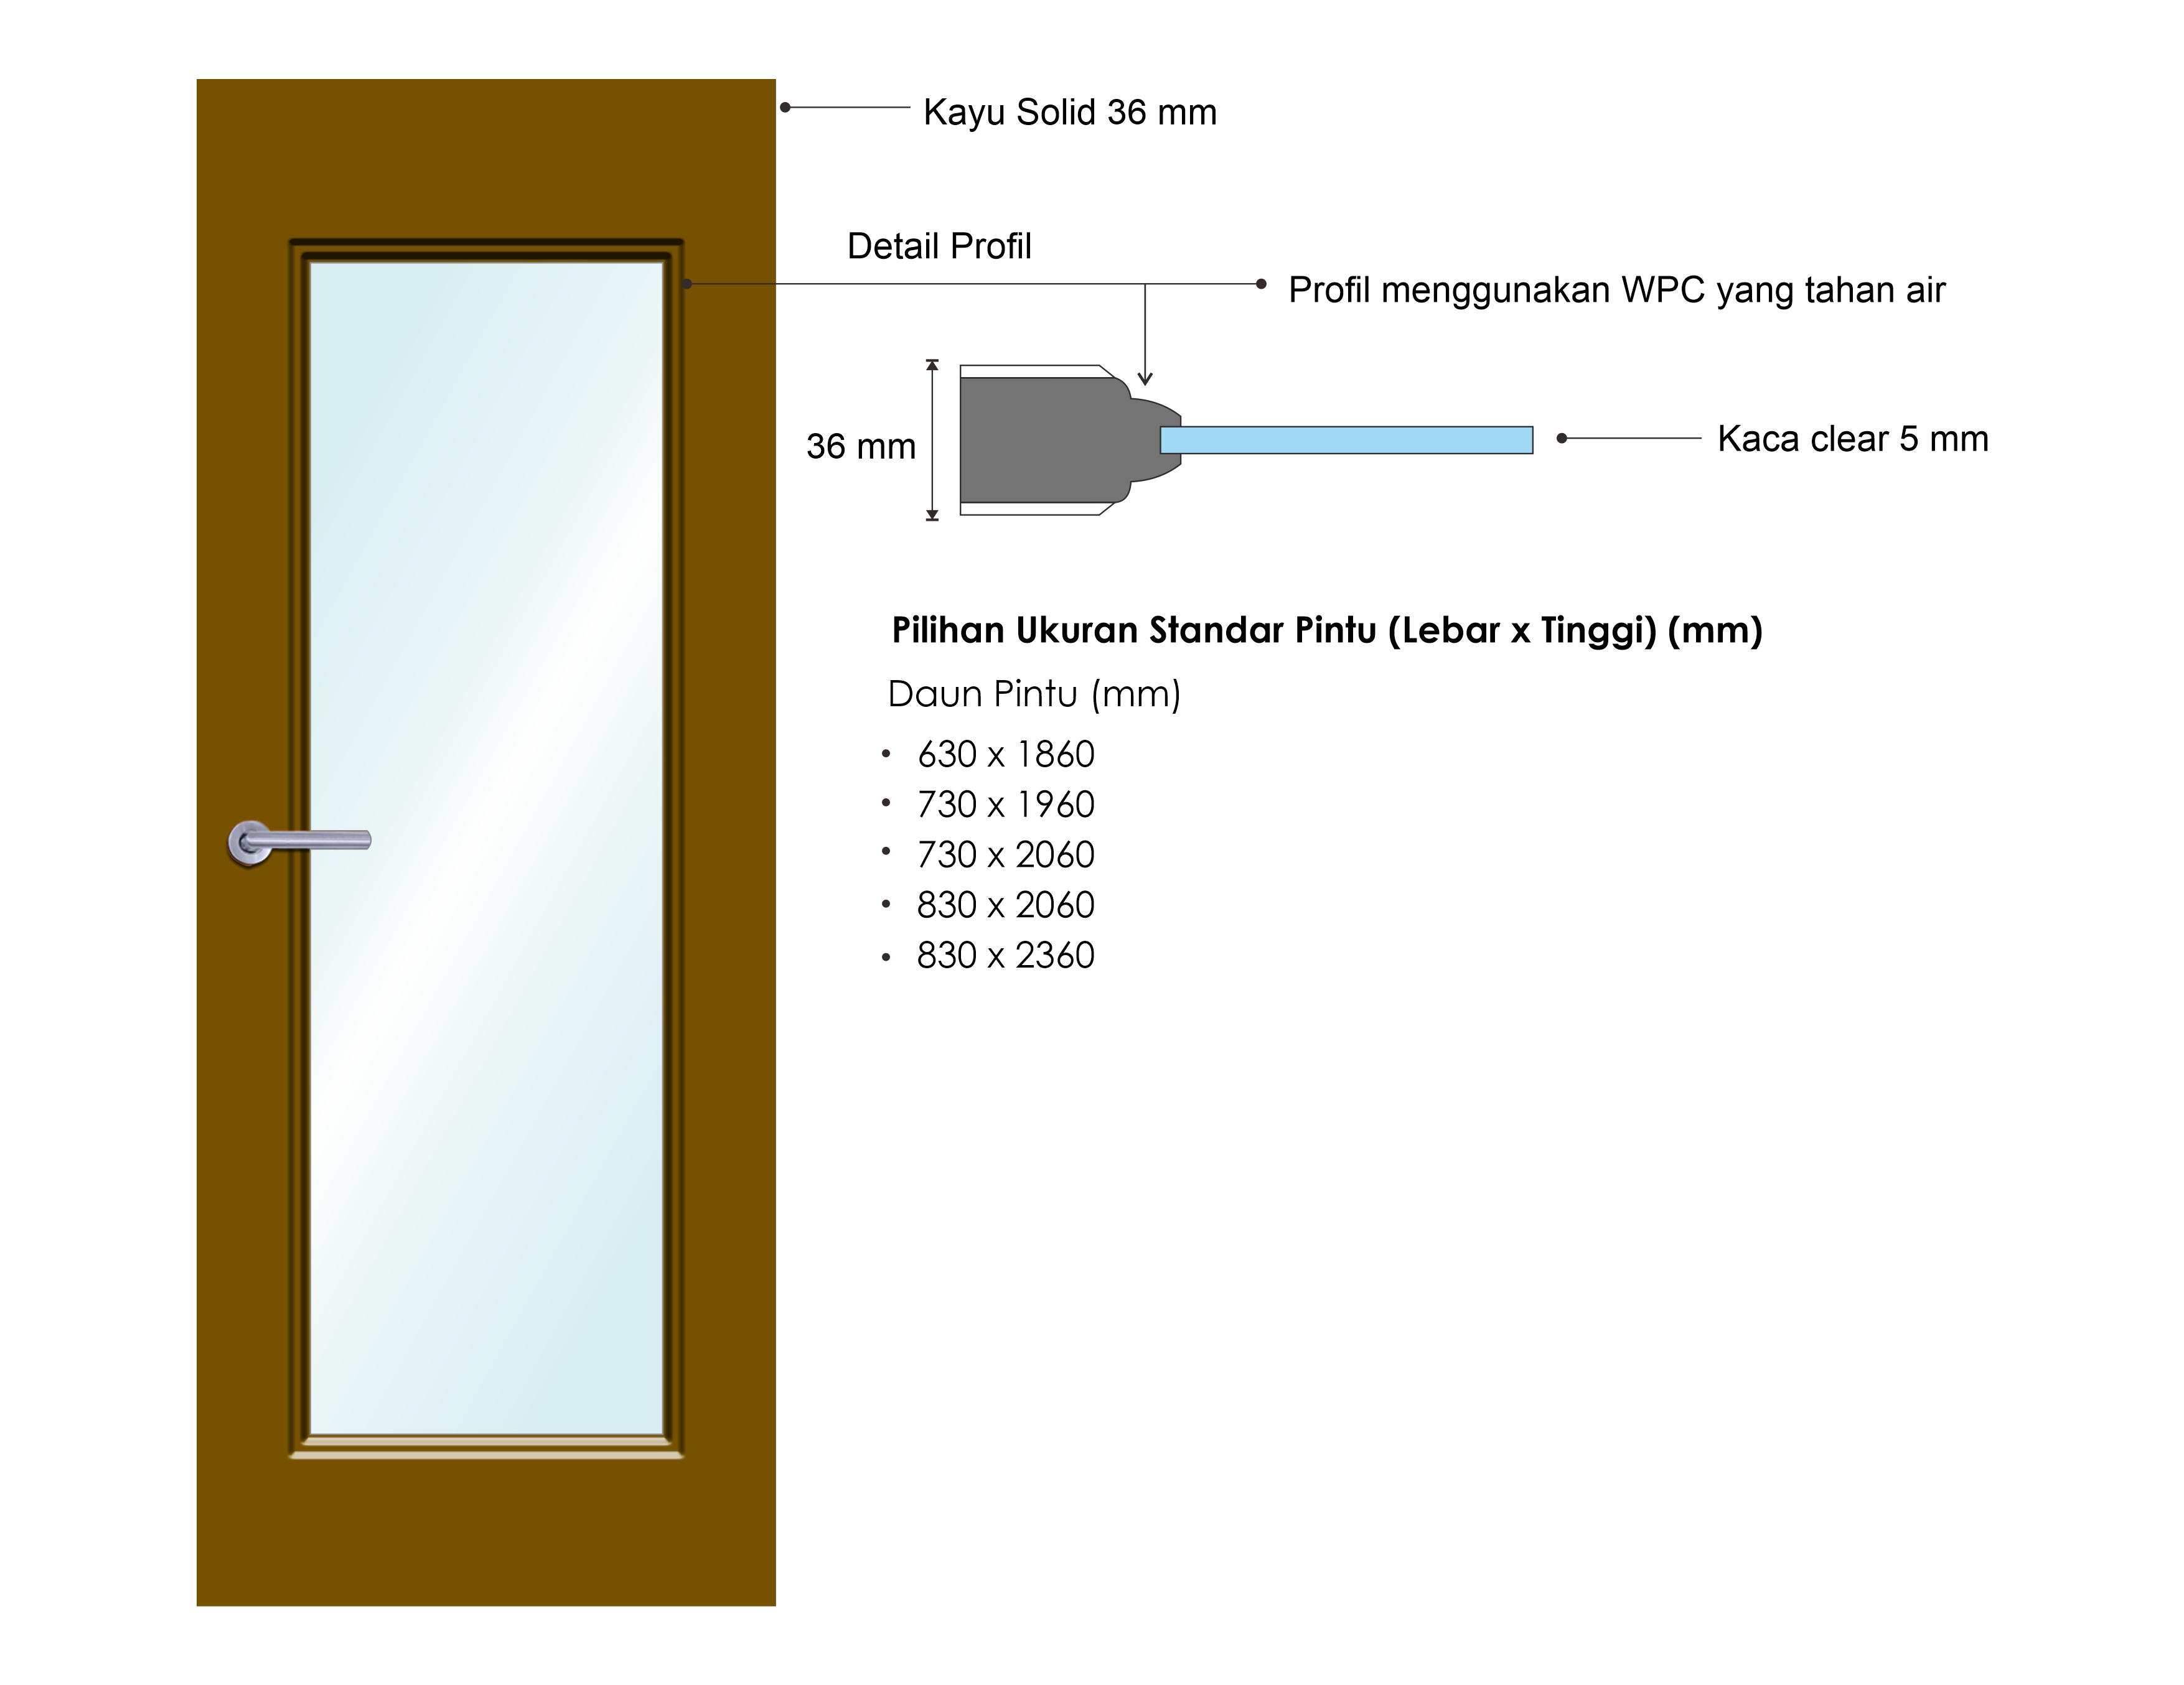 Kayu Solid 36 mm
Detail Profil
Profil menggunakan WPC yang tahan air
36 mm
Kaca clear 5 mm
Pilihan Ukuran Standar Pintu (Lebar x Tinggi) (mm)
Daun Pintu (mm)
• 630 x 1860
• 730 x 1960
• 730 x 2060
• 830 x 2060
• 830 x 2360